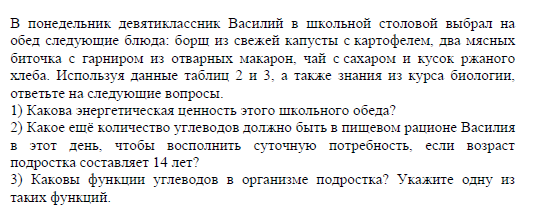 В понедельник девятиклассник Василий в школьной столовой выбрал на
обед следующие блюда: борщ из свежей капусты с картофелем, два мясных
биточка с гарниром из отварных макарон, чай с сахаром и кусок ржаного
хлеба. Используя данные таблиц 2 и 3, а также знания из курса биологии,
ответьте на следующие вопросы.
1) Какова энергетическая ценность этого школьного обеда?
2) Какое ещё количество углеводов должно быть в пищевом рационе Василия
в этот день, чтобы восполнить суточную потребность, если возраст
подростка составляет 14 лет?
3) Каковы функции углеводов в организме подростка? Укажите одну из
таких функций.